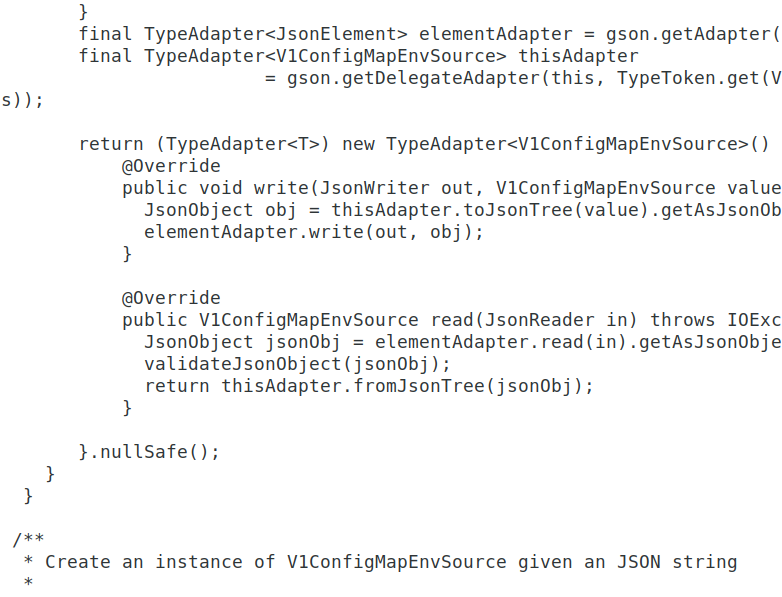 }
final TypeAdapter<JsonElement> elementAdapter = gson.getAdapter(
final TypeAdapter<V1ConfigMapEnvSource> thisAdapter
= gson.getDelegateAdapter(this, TypeToken.get(V
s));
return (TypeAdapter<T>) new TypeAdapter<V1ConfigMapEnvSource>()
@Override
public void write(JsonWriter out, V1ConfigMapEnvSource value
JsonObject obj = thisAdapter.toJsonTree(value).getAsJsonOb
elementAdapter.write(out, obj);
}
@Override
public V1ConfigMapEnvSource read(JsonReader in) throws IOExc
JsonObject jsonObj = elementAdapter.read(in).getAsJsonObje
validateJsonObject(jsonObj);
return thisAdapter.fromJsonTree(jsonObj);
}
}.nullSafe();
}
}
/**
* Create an instance of V1ConfigMapEnvSource given an JSON string
*